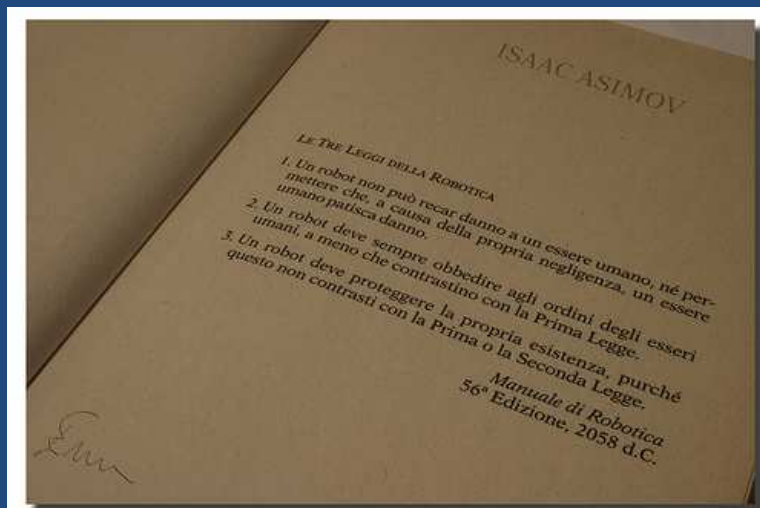 ISAAC ASIMOV
LE TRE LEGGI DELLA ROBOTICA
1. Un robot non può recar danno a un essere umano, né per-
mettere che, a causa della propria negligenza, un essere
umano patisca danno.
2. Un robot deve sempre obbedire agli ordini degli esseri
umani, a meno che contrastino con la Prima Legge.
3. Un robot deve proteggere la propria esistenza, purché
questo non contrasti con la Prima o la Seconda Legge.
Manuale di Robotica
56ª Edizione, 2058 d.C.